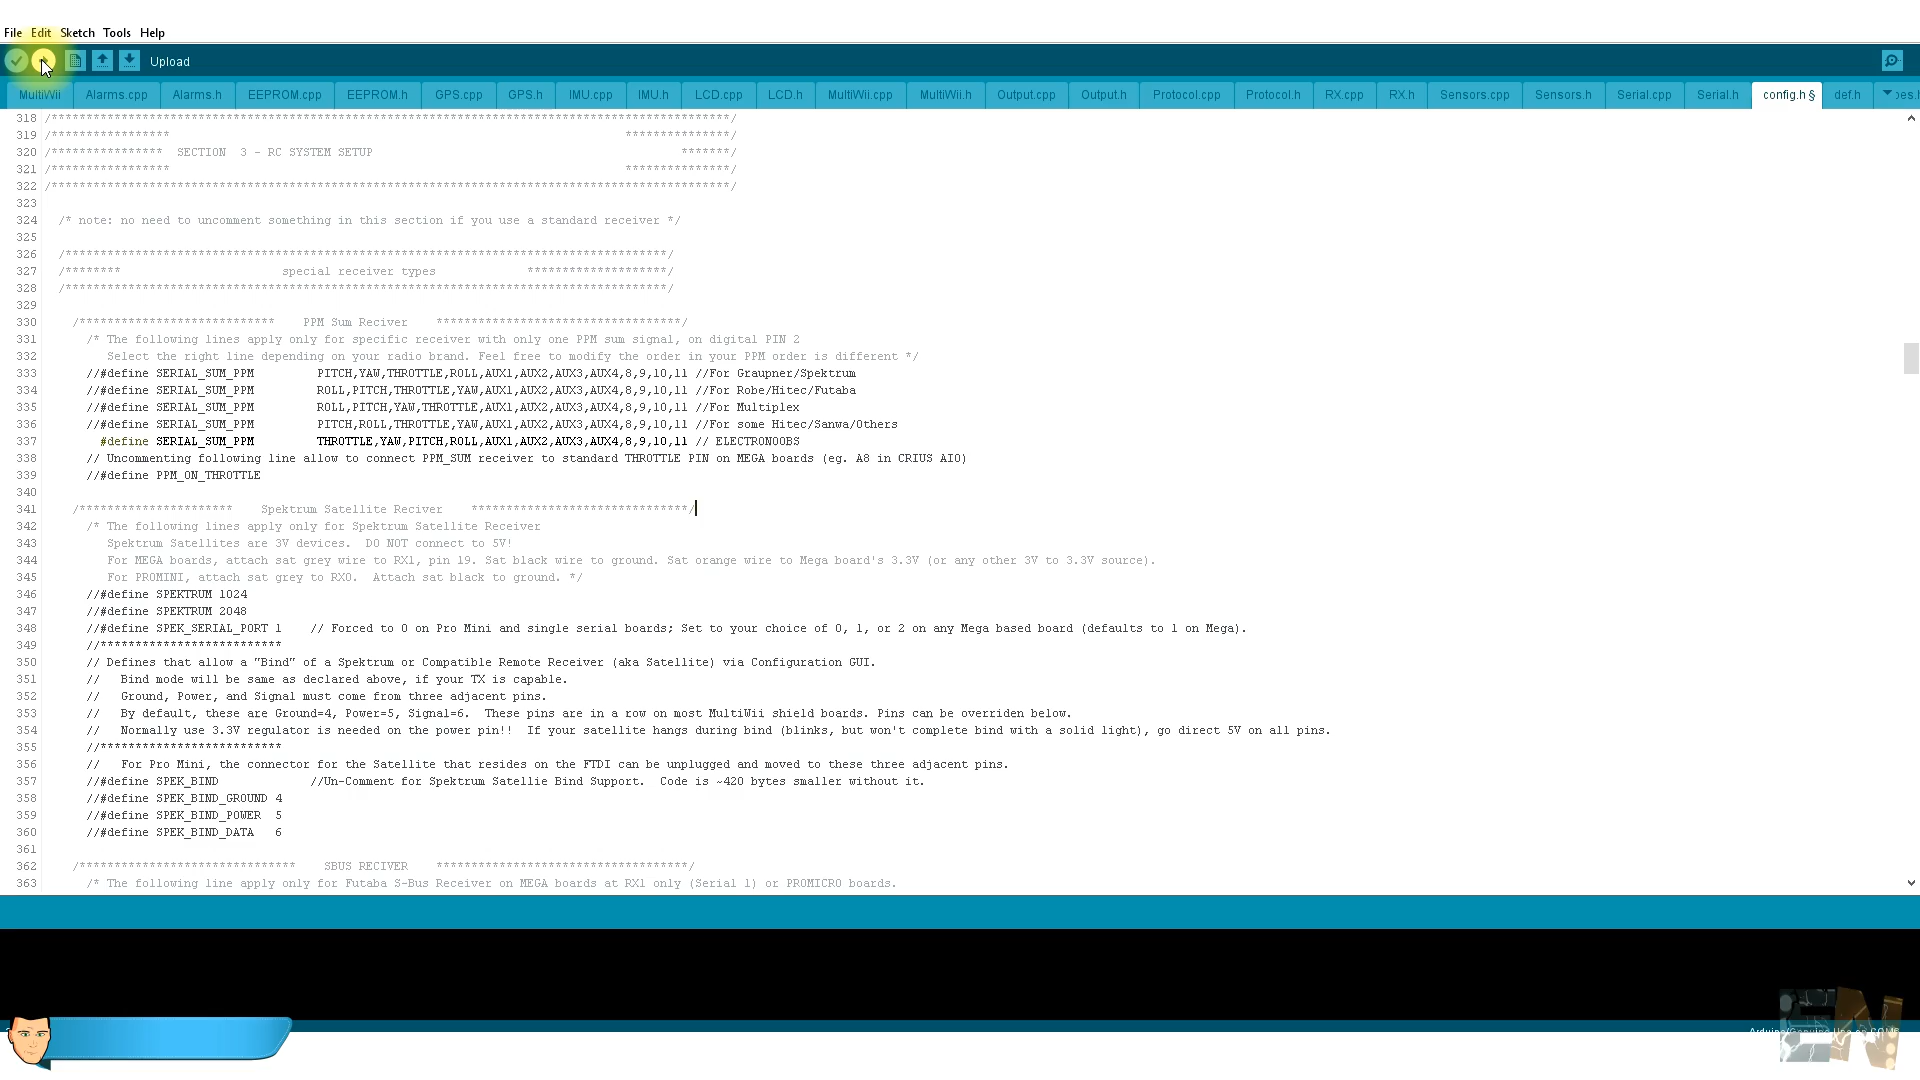 File Edit Sketch Tools Help
Upload
MultiWii Alarms.cpp Alarms.h EEPROM.cpp EEPROM.h GPS.cpp GPS.h IMU.cpp IMU.h LCD.cpp LCD.h MultiWii.cpp MultiWii.h Output.cpp Output.h Protocol.cpp Protocol.h RX.cpp RX.h Sensors.cpp Sensors.h Serial.cpp Serial.h config.h § def.h
318 /*************************************************************************************************/
319 /***************** ***************/
320 /**************** SECTION 3 - RC SYSTEM SETUP *******/
321 /***************** ***************/
322 /*************************************************************************************************/
323
324 /* note: no need to uncomment something in this section if you use a standard receiver */
325
326 /**************************************************************************************/
327 /******** special receiver types ********************/
328 /**************************************************************************************/
329
330 /**************************** PPM Sum Reciver ***********************************/
331 /* The following lines apply only for specific receiver with only one PPM sum signal, on digital PIN 2
332 Select the right line depending on your radio brand. Feel free to modify the order in your PPM order is different */
333 //#define SERIAL_SUM_PPM PITCH,YAW,THROTTLE,ROLL,AUX1,AUX2,AUX3,AUX4,8,9,10,11 //For Graupner/Spektrum
334 //#define SERIAL_SUM_PPM ROLL,PITCH,THROTTLE,YAW,AUX1,AUX2,AUX3,AUX4,8,9,10,11 //For Robe/Hitec/Futaba
335 //#define SERIAL_SUM_PPM ROLL,PITCH,YAW,THROTTLE,AUX1,AUX2,AUX3,AUX4,8,9,10,11 //For Multiplex
336 //#define SERIAL_SUM_PPM PITCH,ROLL,THROTTLE,YAW,AUX1,AUX2,AUX3,AUX4,8,9,10,11 //For some Hitec/Sanwa/Others
337 #define SERIAL_SUM_PPM THROTTLE,YAW,PITCH,ROLL,AUX1,AUX2,AUX3,AUX4,8,9,10,11 // ELECTRONOOBS
338 // Uncommenting following line allow to connect PPM_SUM receiver to standard THROTTLE PIN on MEGA boards (eg. A8 in CRIUS AIO)
339 //#define PPM_ON_THROTTLE
340
341 /********************** Spektrum Satellite Reciver *******************************/
342 /* The following lines apply only for Spektrum Satellite Receiver
343 Spektrum Satellites are 3V devices. DO NOT connect to 5V!
344 For MEGA boards, attach sat grey wire to RX1, pin 19. Sat black wire to ground. Sat orange wire to Mega board's 3.3V (or any other 3V to 3.3V source).
345 For PROMINI, attach sat grey to RX0. Attach sat black to ground. */
346 //#define SPEKTRUM 1024
347 //#define SPEKTRUM 2048
348 //#define SPEK_SERIAL_PORT 1 // Forced to 0 on Pro Mini and single serial boards; Set to your choice of 0, 1, or 2 on any Mega based board (defaults to 1 on Mega).
349 //**************************
350 // Defines that allow a "Bind" of a Spektrum or Compatible Remote Receiver (aka Satellite) via Configuration GUI.
351 // Bind mode will be same as declared above, if your TX is capable.
352 // Ground, Power, and Signal must come from three adjacent pins.
353 // By default, these are Ground=4, Power=5, Signal=6. These pins are in a row on most MultiWii shield boards. Pins can be overriden below.
354 // Normally use 3.3V regulator is needed on the power pin!! If your satellite hangs during bind (blinks, but won't complete bind with a solid light), go direct 5V on all pins.
355 //**************************
356 // For Pro Mini, the connector for the Satellite that resides on the FTDI can be unplugged and moved to these three adjacent pins.
357 //#define SPEK_BIND //Un-Comment for Spektrum Satellie Bind Support. Code is ~420 bytes smaller without it.
358 //#define SPEK_BIND_GROUND 4
359 //#define SPEK_BIND_POWER 5
360 //#define SPEK_BIND_DATA 6
361
362 /******************************* SBUS RECIVER ************************************/
363 /* The following line apply only for Futaba S-Bus Receiver on MEGA boards at RX1 only (Serial 1) or PROMICRO boards.
EN